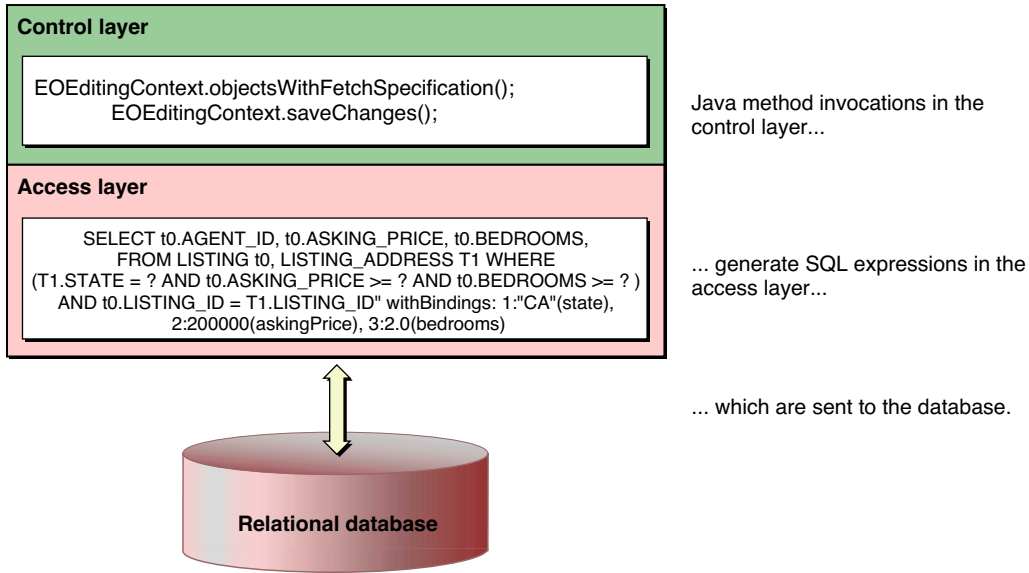 Control layer
EOEditingContext.objectsWithFetchSpecification();
EOEditingContext.saveChanges();
Java method invocations in the
control layer...
Access layer
SELECT t0.AGENT_ID, t0.ASKING_PRICE, t0.BEDROOMS,
FROM LISTING t0, LISTING_ADDRESS T1 WHERE
(T1.STATE = ? AND t0.ASKING_PRICE >= ? AND t0.BEDROOMS >= ? )
AND t0.LISTING_ID = T1.LISTING_ID" withBindings: 1:"CA"(state),
2:200000(askingPrice), 3:2.0(bedrooms)
... generate SQL expressions in the
access layer...
... which are sent to the database.
Relational database